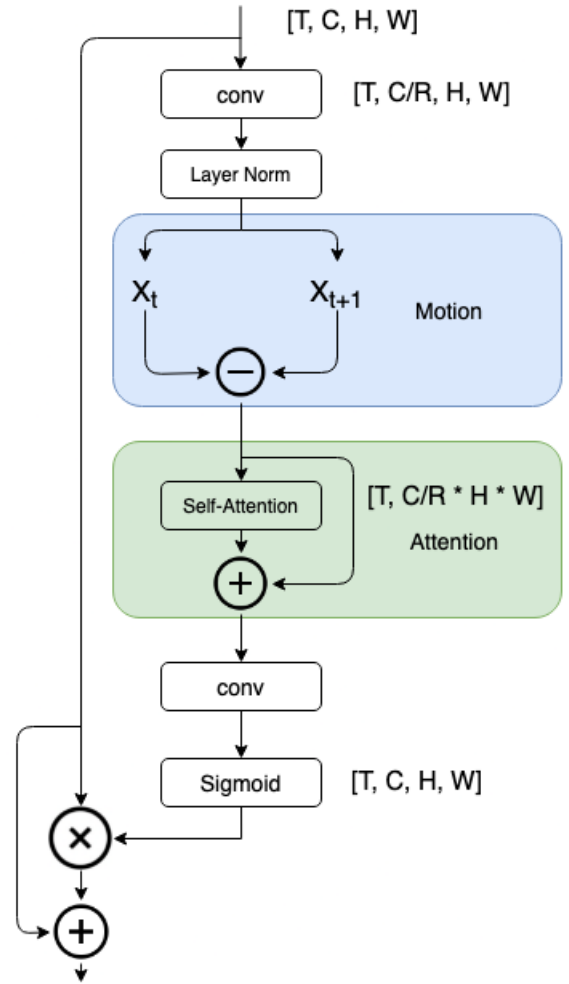 [T, C, H, W]
conv
[T, C/R, H, W]
Layer Norm
Xt
Xt+1
Motion
Self-Attention
[T, C/R * H * W]
Attention
conv
Sigmoid
[T, C, H, W]